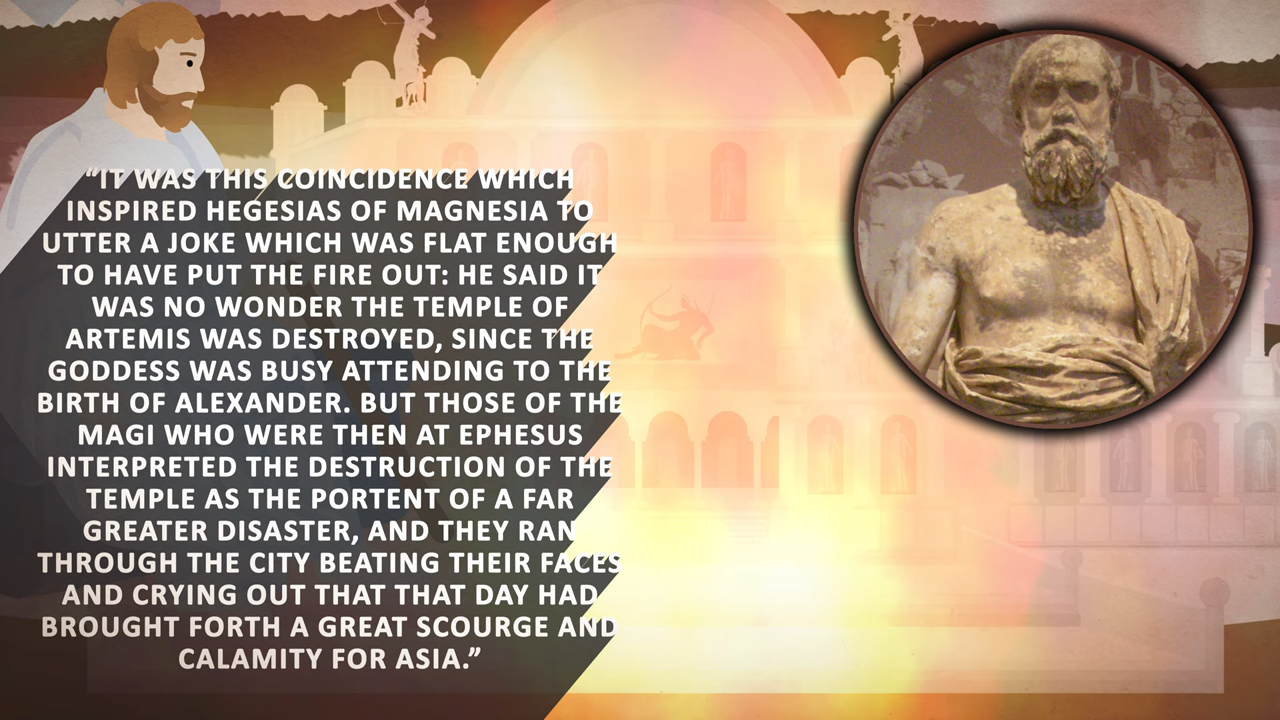 “IT WAS THIS COINCIDENCE WHICH
INSPIRED HEGESIAS OF MAGNESIA TO
UTTER A JOKE WHICH WAS FLAT ENOUGH
TO HAVE PUT THE FIRE OUT: HE SAID IT
WAS NO WONDER THE TEMPLE OF
ARTEMIS WAS DESTROYED, SINCE THE
GODDESS WAS BUSY ATTENDING TO THE
BIRTH OF ALEXANDER. BUT THOSE OF THE
MAGI WHO WERE THEN AT EPHESUS
INTERPRETED THE DESTRUCTION OF THE
TEMPLE AS THE PORTENT OF A FAR
GREATER DISASTER, AND THEY RAN
THROUGH THE CITY BEATING THEIR FACES
AND CRYING OUT THAT THAT DAY HAD
BROUGHT FORTH A GREAT SCOURGE AND
CALAMITY FOR ASIA.”